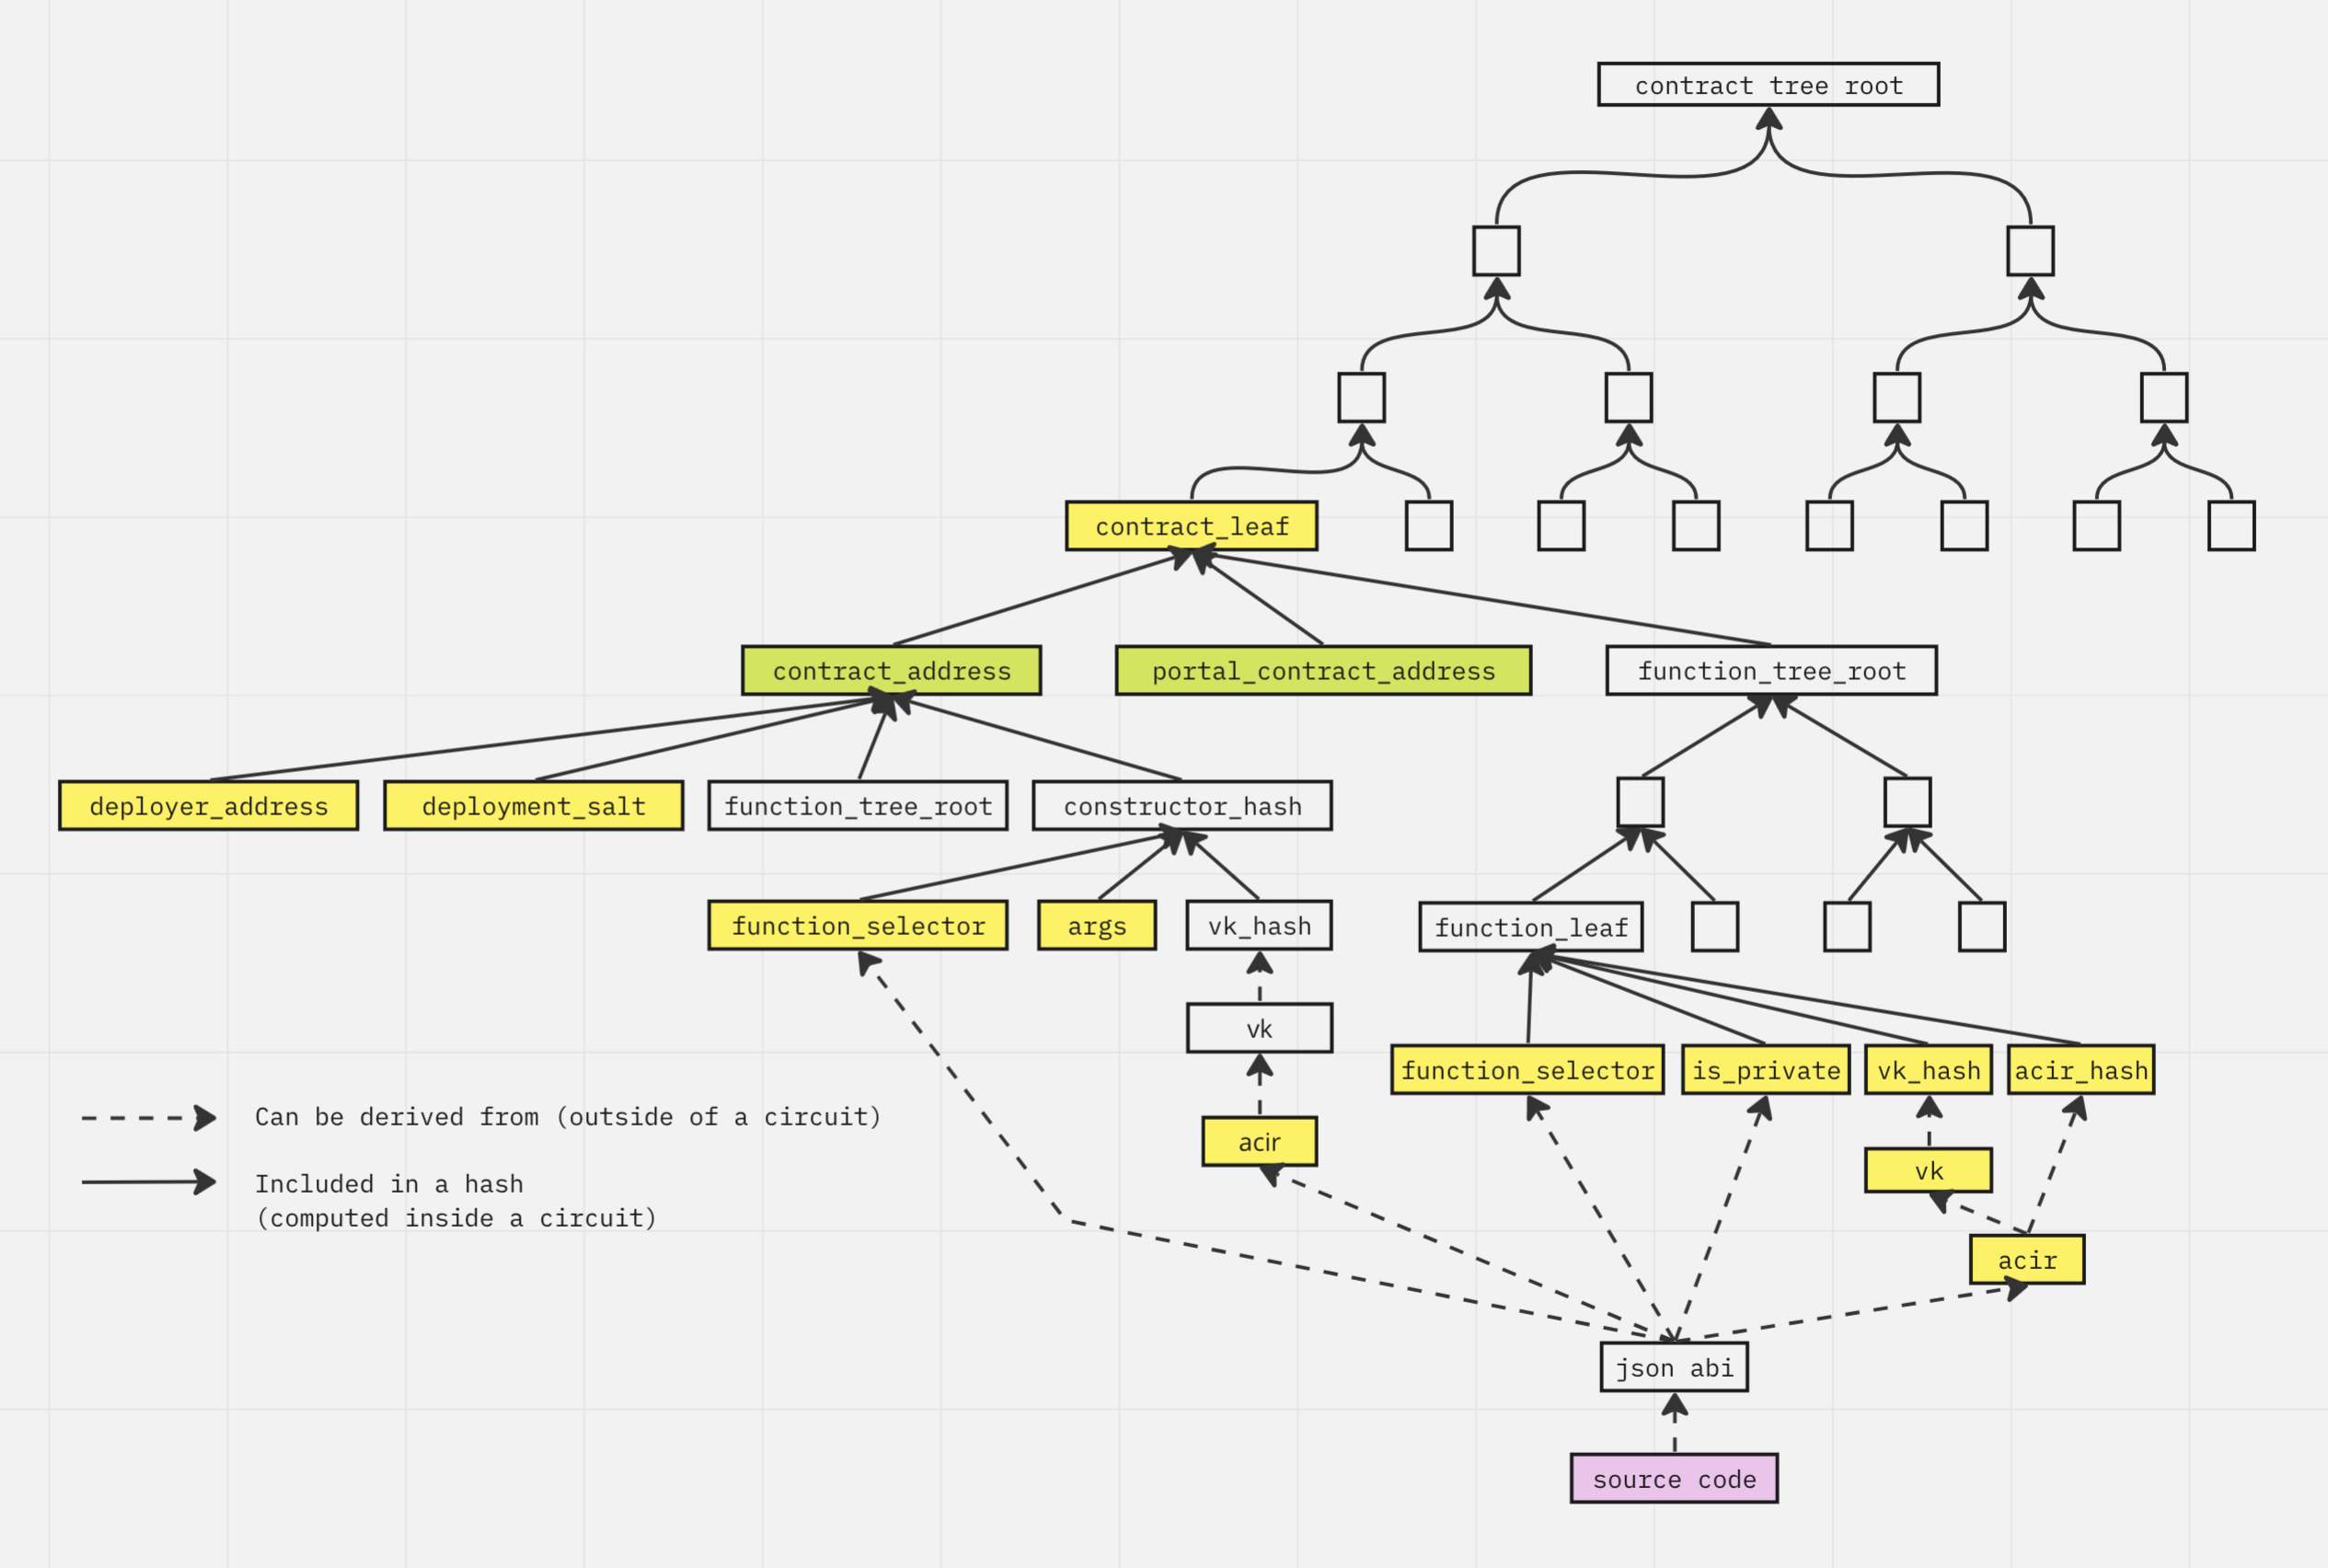 contract tree root
contract_leaf
contract_address
portal_contract_address
function_tree_root
deployer_address
deployment_salt
function_tree_root
constructor_hash
function_selector
args
vk_hash
function_leaf
vk
function_selector
is_private
vk_hash
acir_hash
Can be derived from (outside of a circuit)
acir
vk
Included in a hash
(computed inside a circuit)
acir
json abi
source code